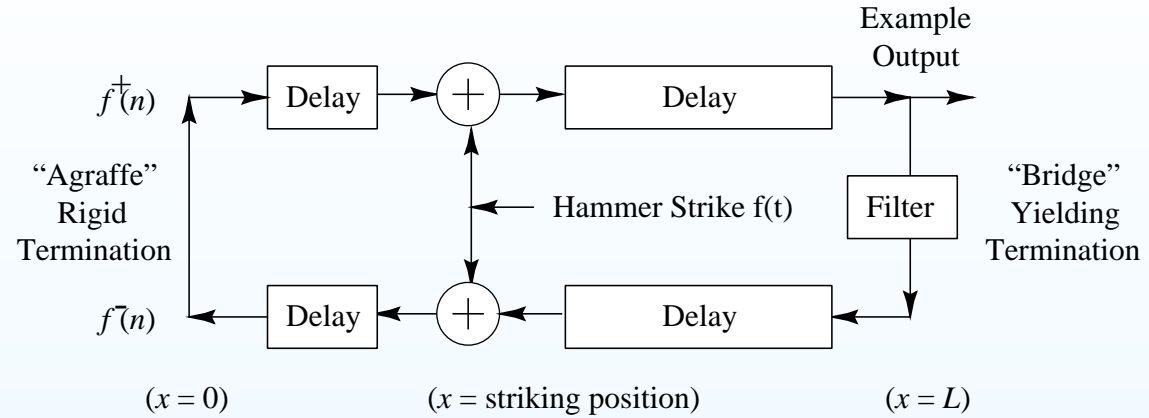 Example
Output
f⁺(n)
Delay
+
Delay
“Agraffe”
Rigid
Termination
Hammer Strike f(t)
Filter
“Bridge”
Yielding
Termination
f⁻(n)
Delay
+
Delay
(x = 0)
(x = striking position)
(x = L)